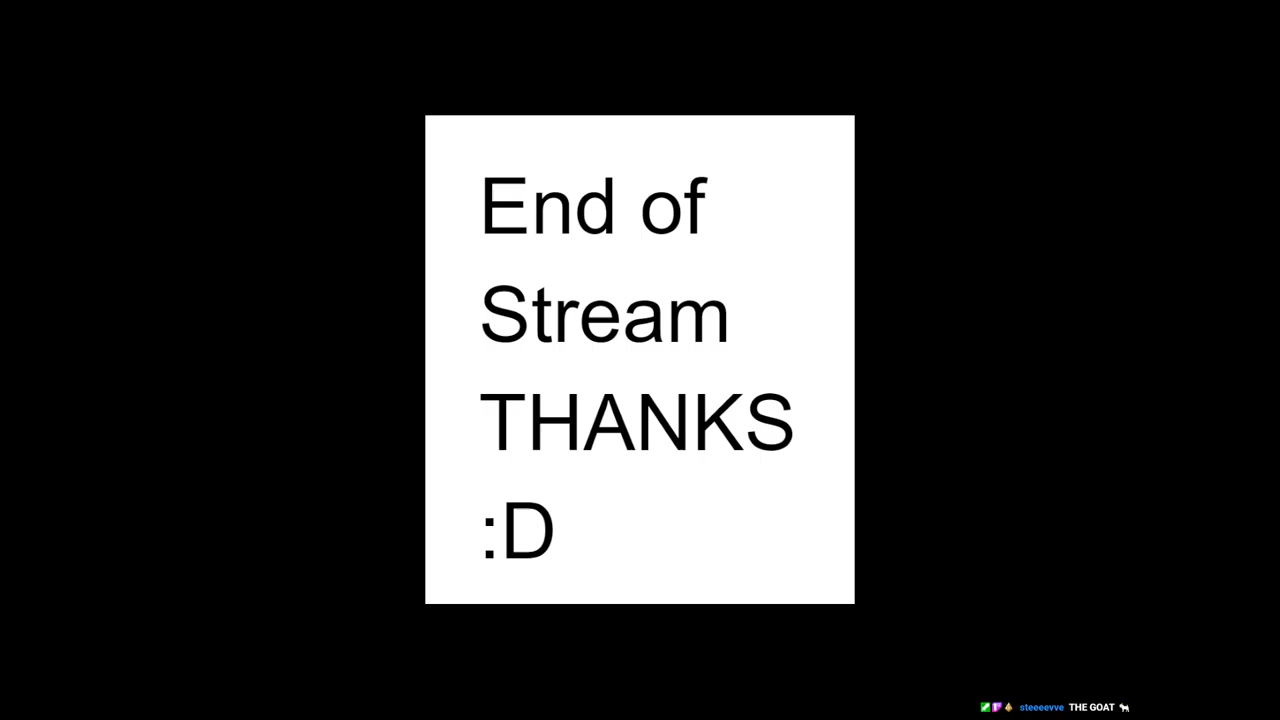 End of
Stream
THANKS
:D
steeeevve THE GOAT 🐐